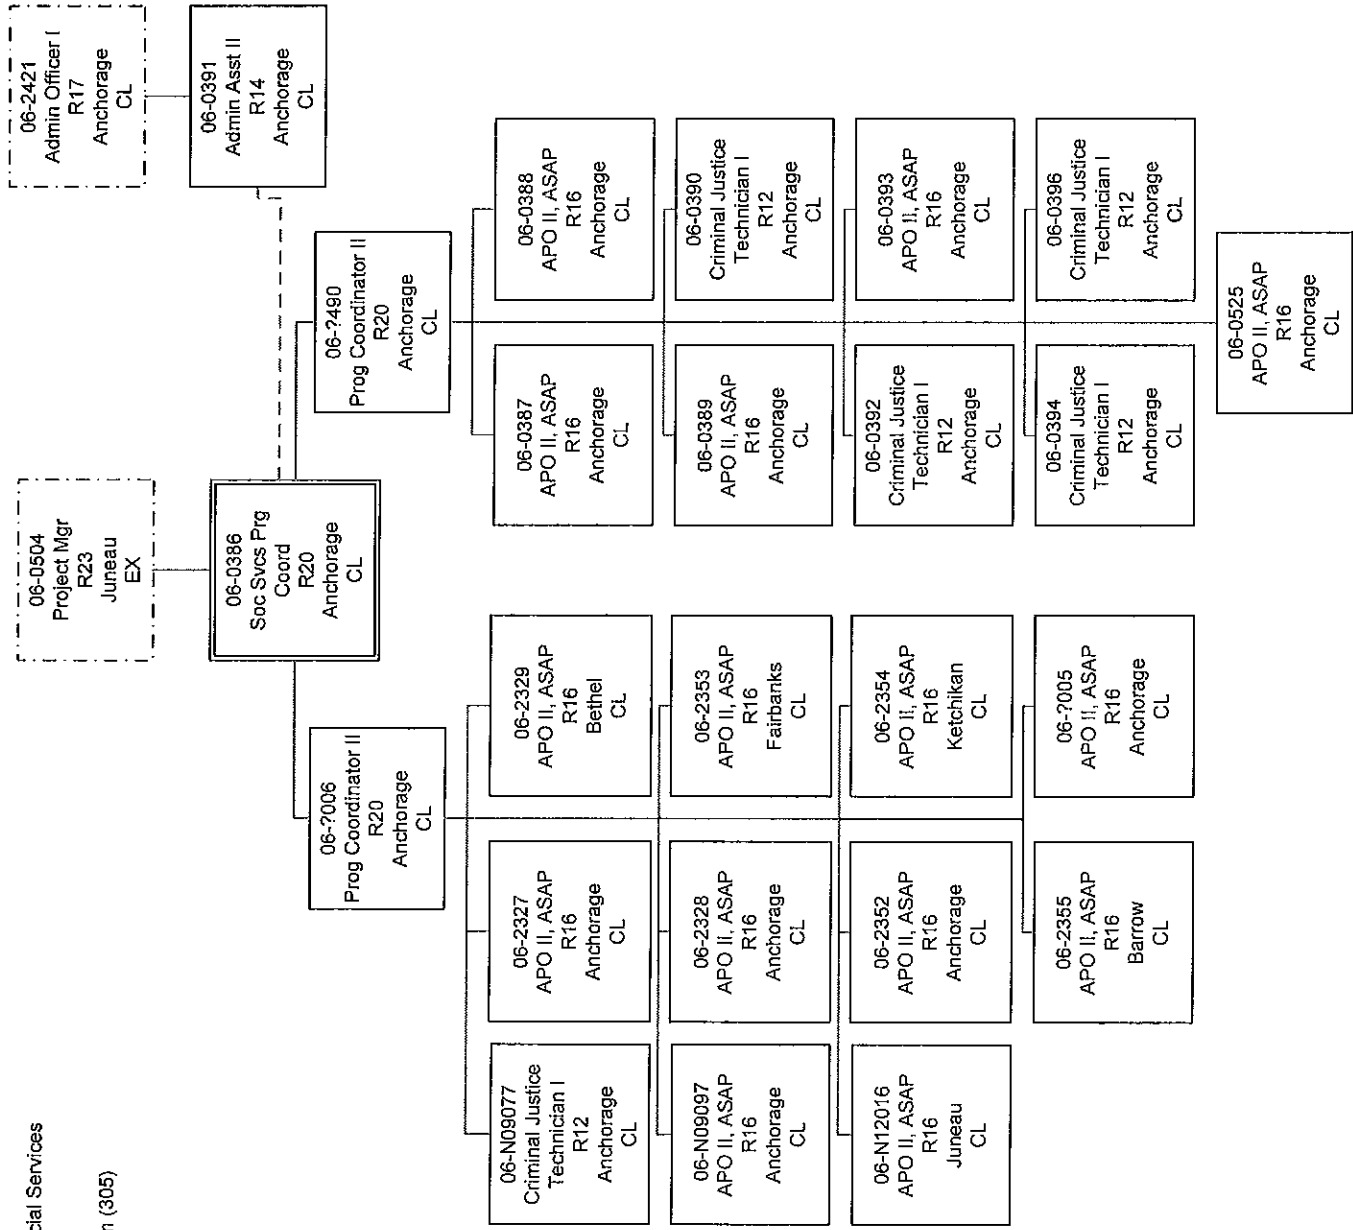 cial Services
n (305)
06-0504
Project Mgr
R23
Juneau
EX
06-2421
Admin Officer I
R17
Anchorage
CL
06-0386
Soc Svcs Prg
Coord
R20
Anchorage
CL
06-0391
Admin Asst II
R14
Anchorage
CL
06-?006
Prog Coordinator II
R20
Anchorage
CL
06-?490
Prog Coordinator II
R20
Anchorage
CL
06-N09077
Criminal Justice
Technician I
R12
Anchorage
CL
06-2327
APO II, ASAP
R16
Anchorage
CL
06-2329
APO II, ASAP
R16
Bethel
CL
06-0387
APO II, ASAP
R16
Anchorage
CL
06-0388
APO II, ASAP
R16
Anchorage
CL
06-N09097
APO II, ASAP
R16
Anchorage
CL
06-2328
APO II, ASAP
R16
Anchorage
CL
06-2353
APO II, ASAP
R16
Fairbanks
CL
06-0389
APO II, ASAP
R16
Anchorage
CL
06-0390
Criminal Justice
Technician I
R12
Anchorage
CL
06-N12016
APO II, ASAP
R16
Juneau
CL
06-2352
APO II, ASAP
R16
Anchorage
CL
06-2354
APO II, ASAP
R16
Ketchikan
CL
06-0392
Criminal Justice
Technician I
R12
Anchorage
CL
06-0393
APO II, ASAP
R16
Anchorage
CL
06-2355
APO II, ASAP
R16
Barrow
CL
06-?005
APO II, ASAP
R16
Anchorage
CL
06-0394
Criminal Justice
Technician I
R12
Anchorage
CL
06-0396
Criminal Justice
Technician I
R12
Anchorage
CL
06-0525
APO II, ASAP
R16
Anchorage
CL